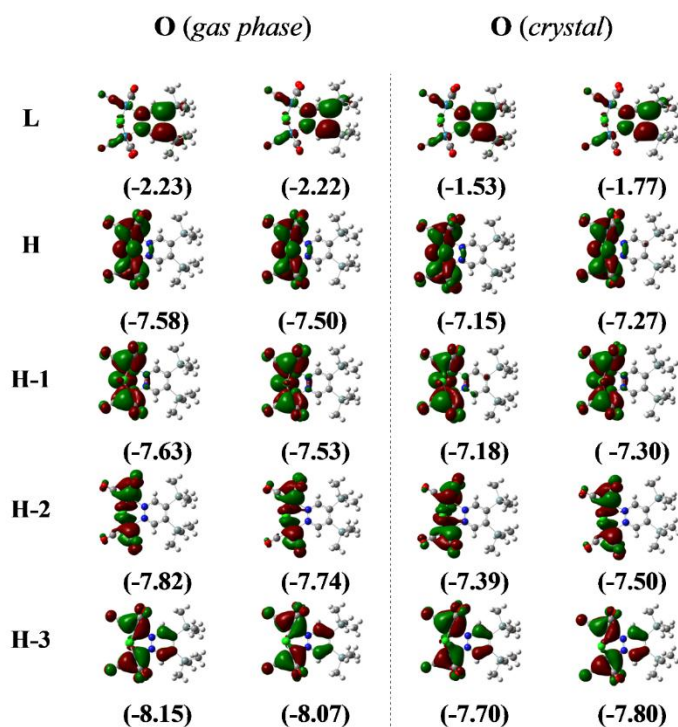 O (gas phase) O (crystal)
L
(-2.23) (-2.22) (-1.53) (-1.77)
H
(-7.58) (-7.50) (-7.15) (-7.27)
H-1
(-7.63) (-7.53) (-7.18) ( -7.30)
H-2
(-7.82) (-7.74) (-7.39) (-7.50)
H-3
(-8.15) (-8.07) (-7.70) (-7.80)